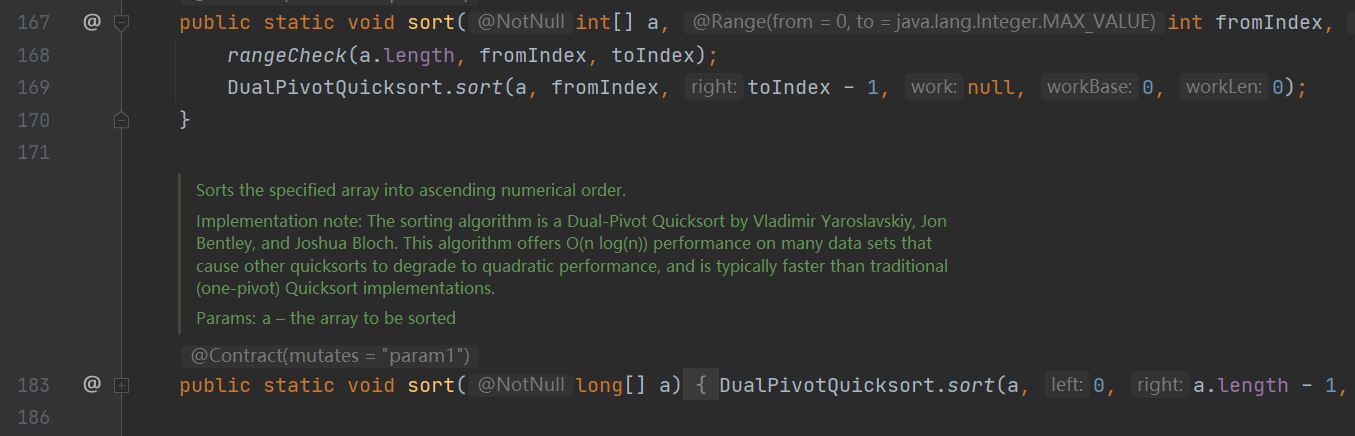 167 @ public static void sort( @NotNull int[] a, @Range(from = 0, to = java.lang.Integer.MAX_VALUE) int fromIndex,
168 rangeCheck(a.length, fromIndex, toIndex);
169 DualPivotQuicksort.sort(a, fromIndex, right: toIndex - 1, work: null, workBase: 0, workLen: 0);
170 }
171
Sorts the specified array into ascending numerical order.
Implementation note: The sorting algorithm is a Dual-Pivot Quicksort by Vladimir Yaroslavskiy, Jon
Bentley, and Joshua Bloch. This algorithm offers O(n log(n)) performance on many data sets that
cause other quicksorts to degrade to quadratic performance, and is typically faster than traditional
(one-pivot) Quicksort implementations.
Params: a – the array to be sorted
@Contract(mutates = "param1")
183 @ public static void sort( @NotNull long[] a) { DualPivotQuicksort.sort(a, left: 0, right: a.length - 1,
186